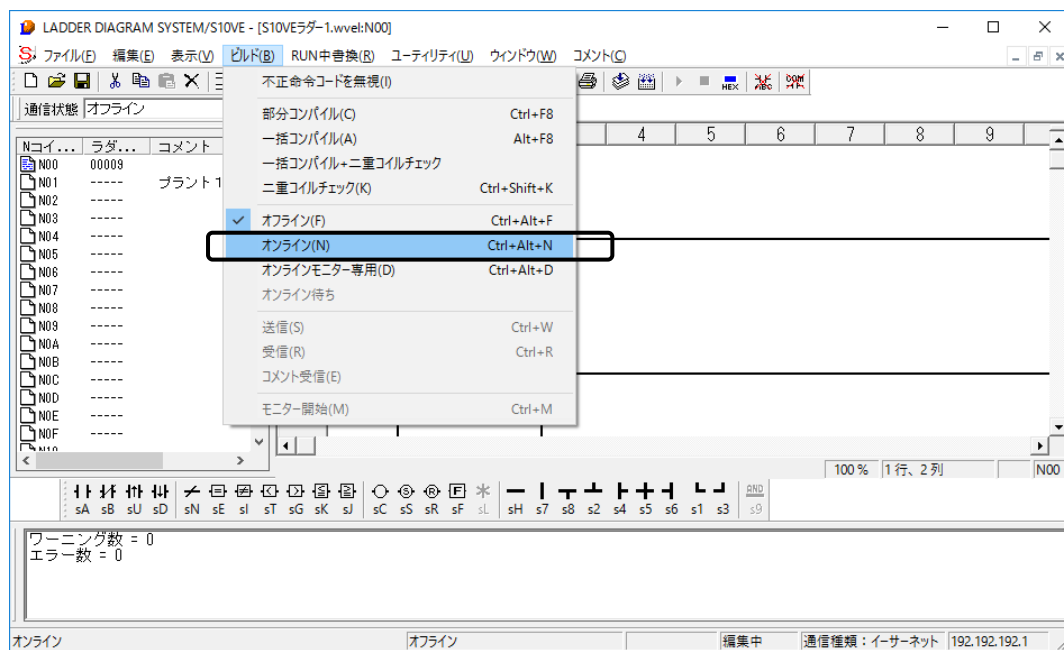 LADDER DIAGRAM SYSTEM/S10VE - [S10VEラダー1.wvel:N00]
ファイル(F) 編集(E) 表示(V) ビルド(B) RUN中書換(R) ユーティリティ(U) ウィンドウ(W) コメント(C)
不正命令コードを無視(I)
HEX
通信状態 オフライン
部分コンパイル(C) Ctrl+F8
一括コンパイル(A) Alt+F8
一括コンパイル+二重コイルチェック
二重コイルチェック(K) Ctrl+Shift+K
オフライン(F) Ctrl+Alt+F
オンライン(N) Ctrl+Alt+N
オンラインモニター専用(D) Ctrl+Alt+D
オンライン待ち
送信(S) Ctrl+W
受信(R) Ctrl+R
コメント受信(E)
モニター開始(M) Ctrl+M
4 5 6 7 8 9
Nコイ... ラダ... コメント
N00 00009
N01 ----- プラント1
N02 -----
N03 -----
N04 -----
N05 -----
N06 -----
N07 -----
N08 -----
N09 -----
N0A -----
N0B -----
N0C -----
N0D -----
N0E -----
N0F -----
100 % 1行、2列 N00
sA sB sU sD sN sE sI sT sG sK sJ sC sS sR sF sL sH s7 s8 s2 s4 s5 s6 s1 s3 s9
ワーニング数 = 0
エラー数 = 0
オンライン オフライン 編集中 通信種類:イーサーネット 192.192.192.1